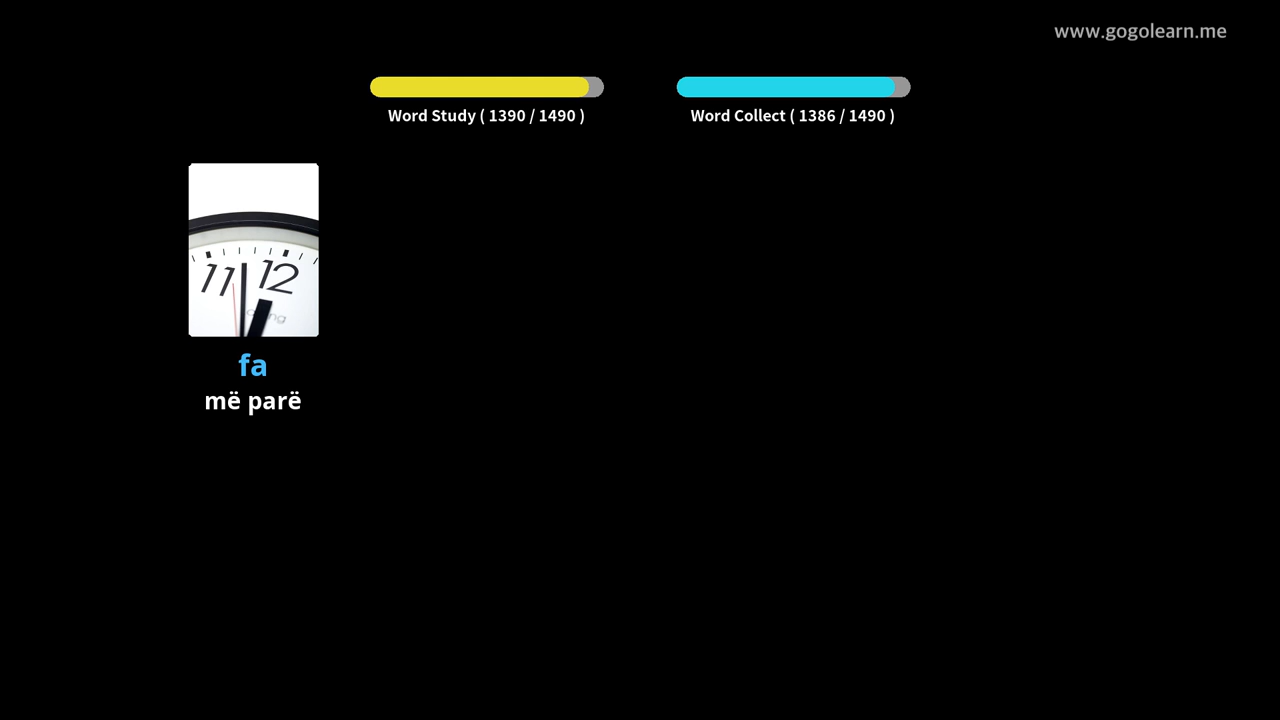 www.gogolearn.me
Word Study ( 1390 / 1490 )
Word Collect ( 1386 / 1490 )
11 12
fa
më parë